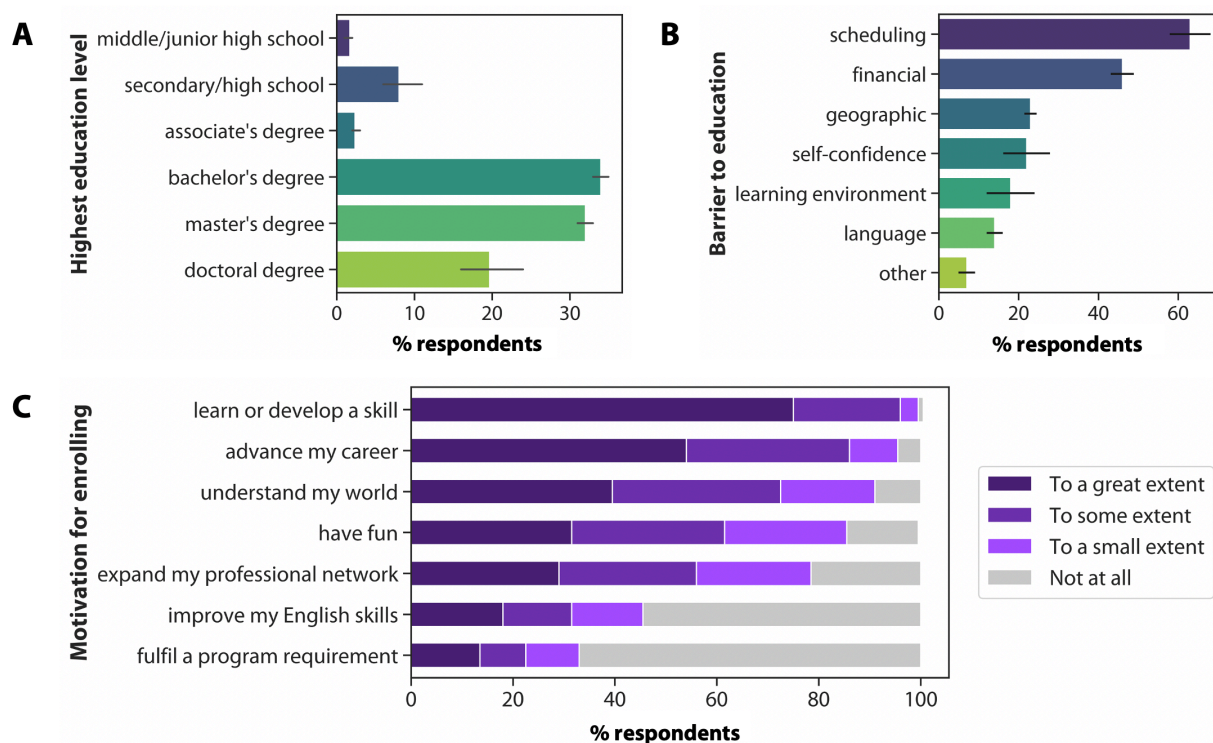 A
Highest education level
middle/junior high school
secondary/high school
associate's degree
bachelor's degree
master's degree
doctoral degree
0 10 20 30
% respondents
B
Barrier to education
scheduling
financial
geographic
self-confidence
learning environment
language
other
0 20 40 60
% respondents
C
Motivation for enrolling
learn or develop a skill
advance my career
understand my world
have fun
expand my professional network
improve my English skills
fulfil a program requirement
0 20 40 60 80 100
% respondents
To a great extent
To some extent
To a small extent
Not at all